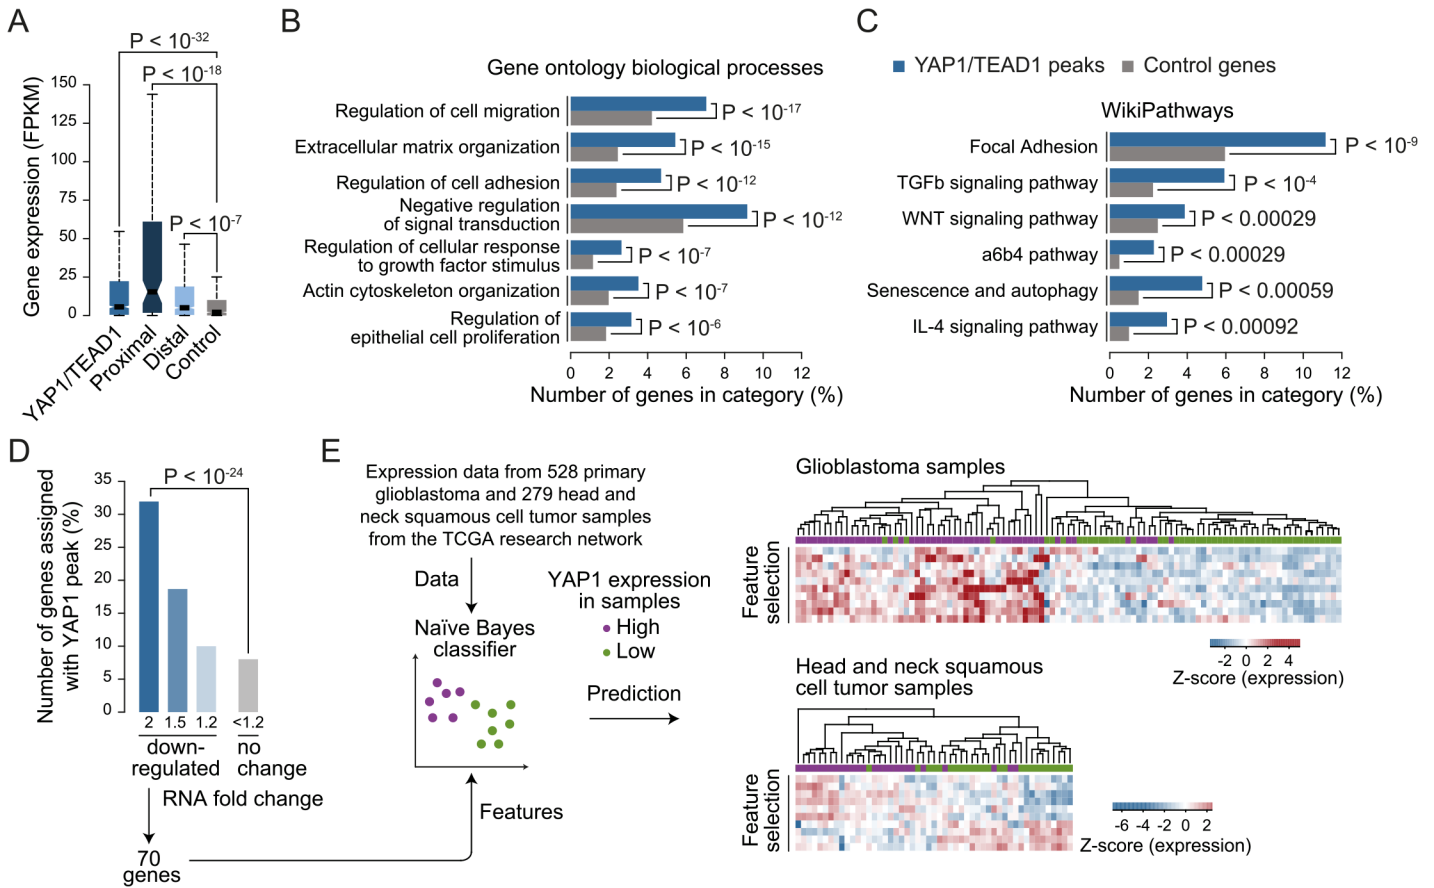 A
P < 10-32
P < 10-18
P < 10-7
Gene expression (FPKM)
150
125
100
75
50
25
0
YAP1/TEAD1
Proximal
Distal
Control
B
Gene ontology biological processes
Regulation of cell migration
P < 10-17
Extracellular matrix organization
P < 10-15
Regulation of cell adhesion
P < 10-12
Negative regulation
of signal transduction
P < 10-12
Regulation of cellular response
to growth factor stimulus
P < 10-7
Actin cytoskeleton organization
P < 10-7
Regulation of
epithelial cell proliferation
P < 10-6
0 2 4 6 8 10 12
Number of genes in category (%)
C
YAP1/TEAD1 peaks
Control genes
WikiPathways
Focal Adhesion
P < 10-9
TGFb signaling pathway
P < 10-4
WNT signaling pathway
P < 0.00029
a6b4 pathway
P < 0.00029
Senescence and autophagy
P < 0.00059
IL-4 signaling pathway
P < 0.00092
0 2 4 6 8 10 12
Number of genes in category (%)
D
Number of genes assigned
with YAP1 peak (%)
P < 10-24
35
30
25
20
15
10
5
0
2 1.5 1.2 <1.2
down-
regulated
no
change
RNA fold change
70
genes
E
Expression data from 528 primary
glioblastoma and 279 head and
neck squamous cell tumor samples
from the TCGA research network
Data
Naïve Bayes
classifier
YAP1 expression
in samples
High
Low
Prediction
Features
Glioblastoma samples
Feature
selection
-2 0 2 4
Z-score (expression)
Head and neck squamous
cell tumor samples
Feature
selection
-6 -4 -2 0 2
Z-score (expression)